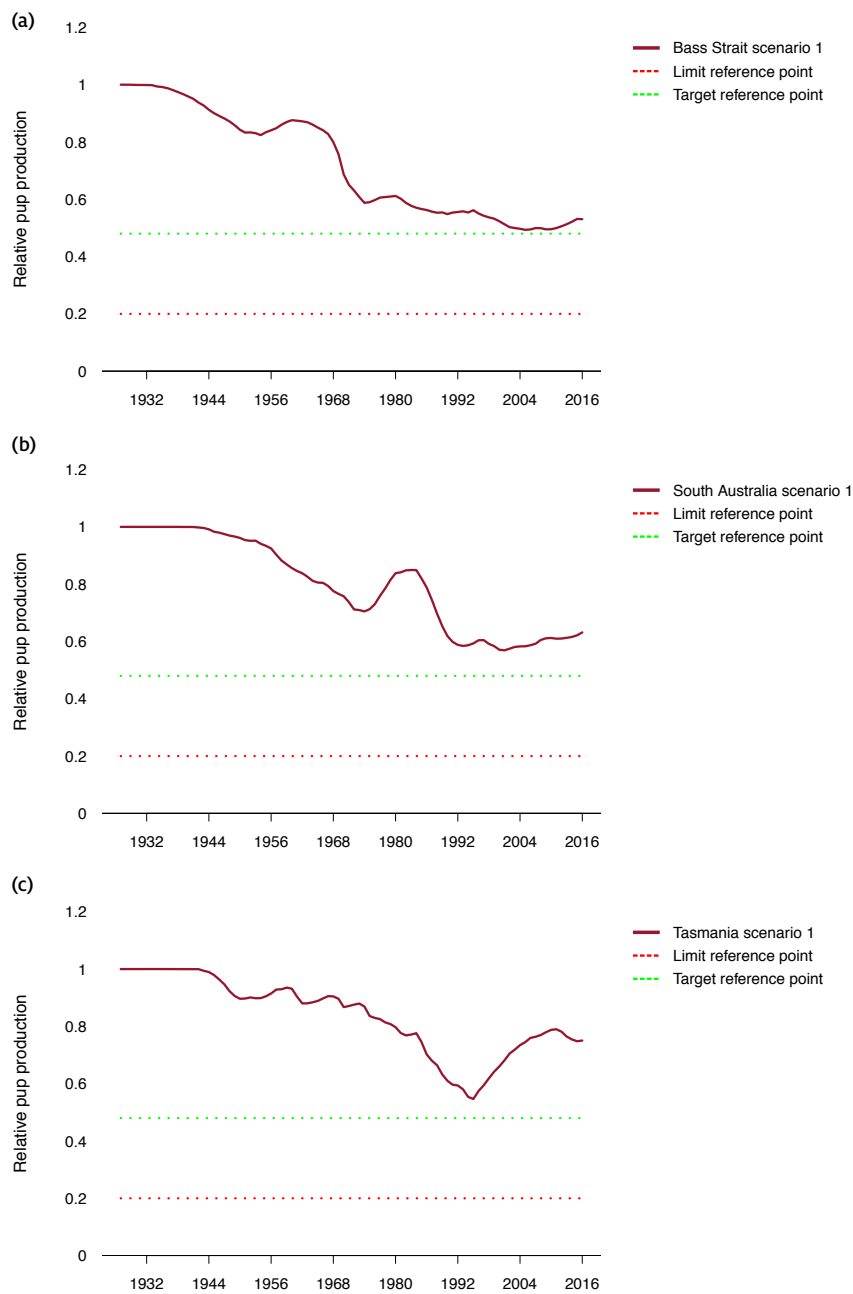 (a)
1.2
1
0.8
0.6
0.4
0.2
0
Relative pup production
1932 1944 1956 1968 1980 1992 2004 2016
Bass Strait scenario 1
Limit reference point
Target reference point
(b)
1.2
1
0.8
0.6
0.4
0.2
0
Relative pup production
1932 1944 1956 1968 1980 1992 2004 2016
South Australia scenario 1
Limit reference point
Target reference point
(c)
1.2
1
0.8
0.6
0.4
0.2
0
Relative pup production
1932 1944 1956 1968 1980 1992 2004 2016
Tasmania scenario 1
Limit reference point
Target reference point